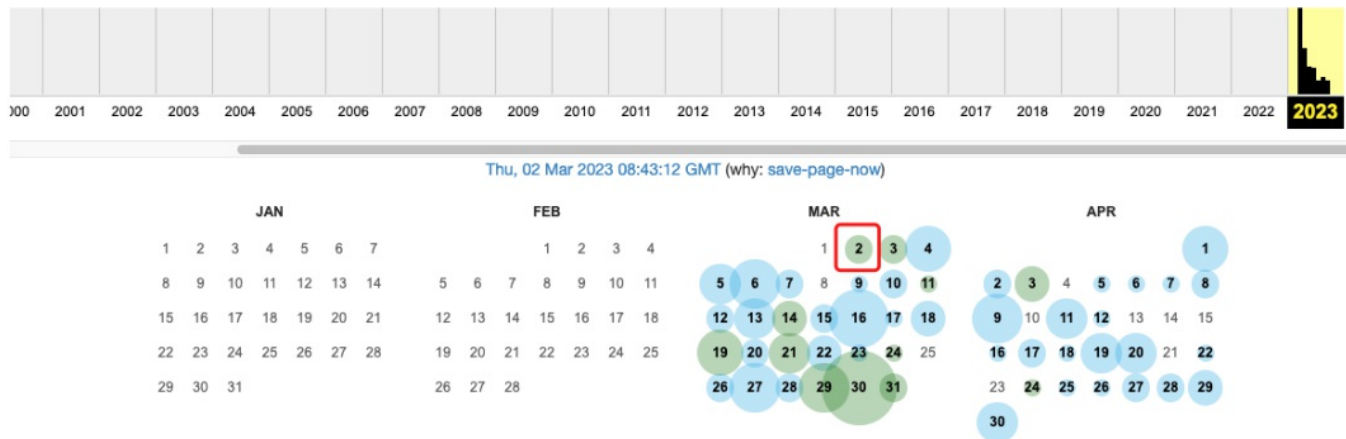 000 2001 2002 2003 2004 2005 2006 2007 2008 2009 2010 2011 2012 2013 2014 2015 2016 2017 2018 2019 2020 2021 2022 2023
Thu, 02 Mar 2023 08:43:12 GMT (why: save-page-now)
JAN FEB MAR APR
1 2 3 4 5 6 7 1 2 3 4 1 2 3 4 1
8 9 10 11 12 13 14 5 6 7 8 9 10 11 5 6 7 8 9 10 11 2 3 4 5 6 7 8
15 16 17 18 19 20 21 12 13 14 15 16 17 18 12 13 14 15 16 17 18 9 10 11 12 13 14 15
22 23 24 25 26 27 28 19 20 21 22 23 24 25 19 20 21 22 23 24 25 16 17 18 19 20 21 22
29 30 31 26 27 28 26 27 28 29 30 31 23 24 25 26 27 28 29
30